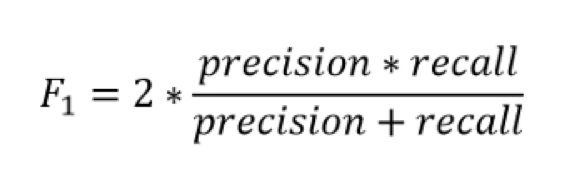 F₁ = 2 * precision * recall / precision + recall